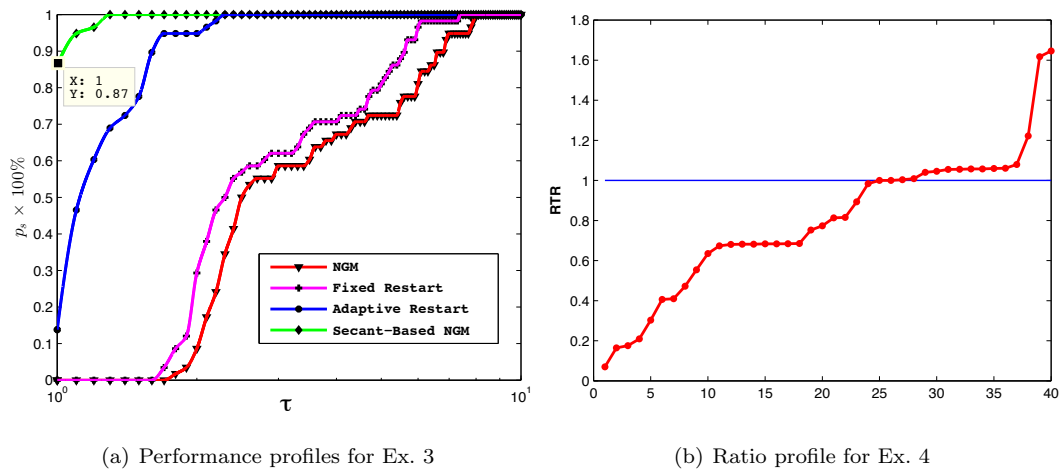 1
0.9
0.8
0.7
0.6
0.5
0.4
0.3
0.2
0.1
0
p_s × 100%
X: 1
Y: 0.87
NGM
Fixed Restart
Adaptive Restart
Secant-Based NGM
10^0
10^1
τ
(a) Performance profiles for Ex. 3
1.8
1.6
1.4
1.2
1.0
0.8
0.6
0.4
0.2
0
RTR
0 5 10 15 20 25 30 35 40
(b) Ratio profile for Ex. 4